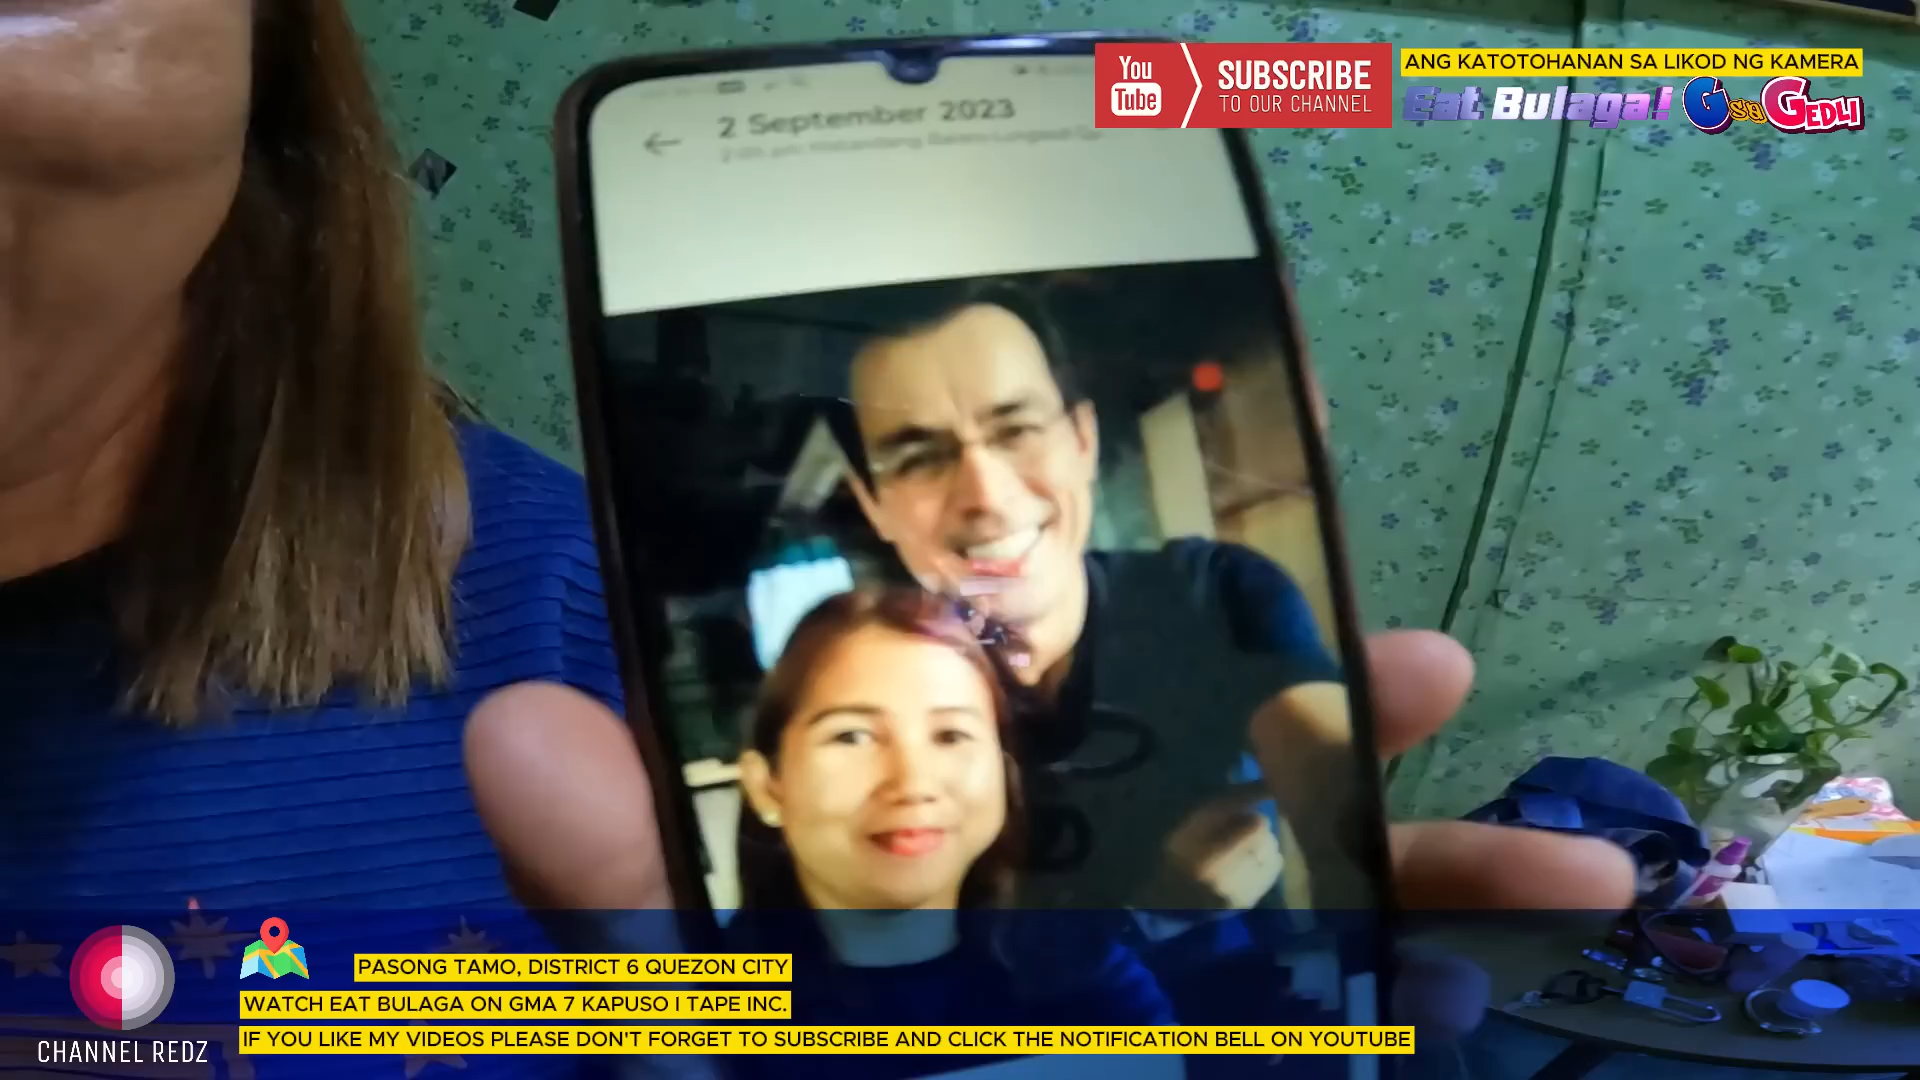 2 September 2023
You
Tube
SUBSCRIBE
TO OUR CHANNEL
ANG KATOTOHANAN SA LIKOD NG KAMERA
Eat Bulaga!
G sa GEDLI
PASONG TAMO, DISTRICT 6 QUEZON CITY
WATCH EAT BULAGA ON GMA 7 KAPUSO I TAPE INC.
IF YOU LIKE MY VIDEOS PLEASE DON'T FORGET TO SUBSCRIBE AND CLICK THE NOTIFICATION BELL ON YOUTUBE
CHANNEL REDZ